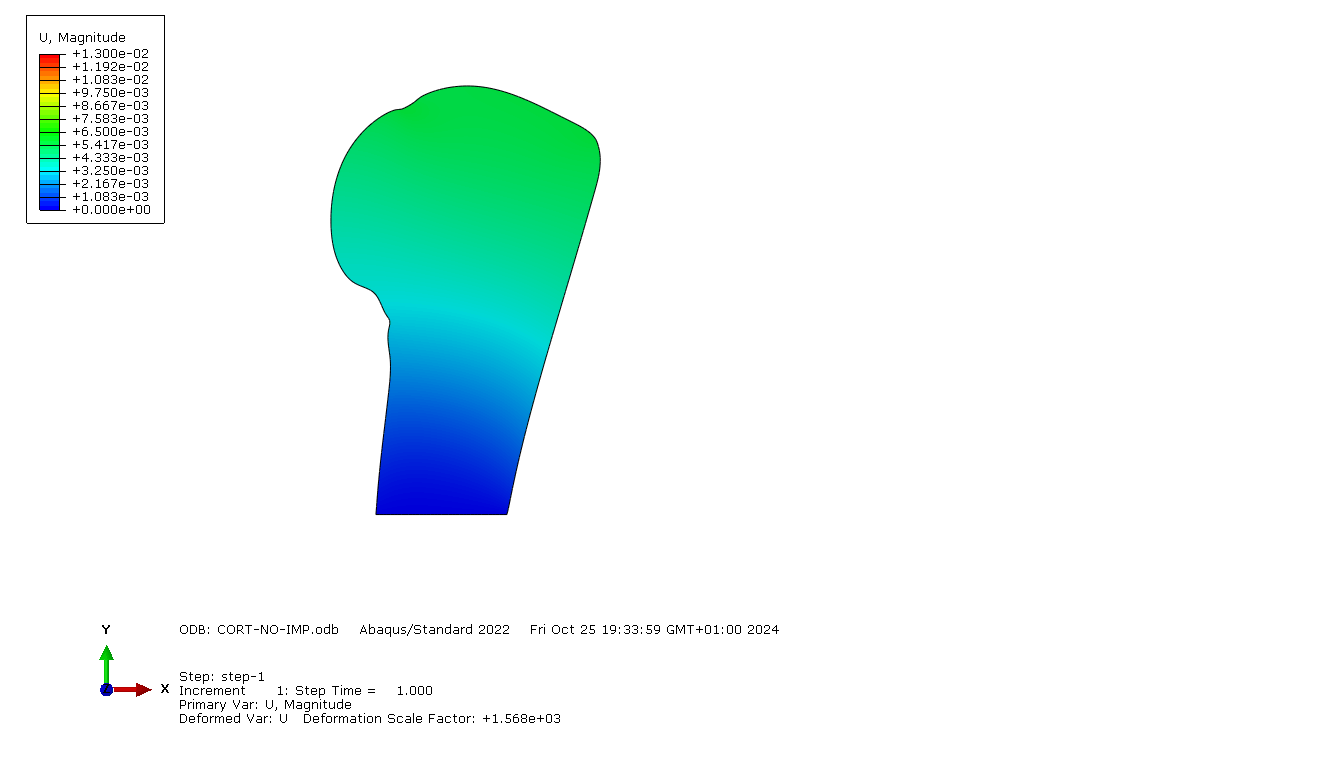 U, Magnitude
+1.300e-02
+1.192e-02
+1.083e-02
+9.750e-03
+8.667e-03
+7.583e-03
+6.500e-03
+5.417e-03
+4.333e-03
+3.250e-03
+2.167e-03
+1.083e-03
+0.000e+00
Y
Z
X
ODB: CORT-NO-IMP.odb Abaqus/Standard 2022 Fri Oct 25 19:33:59 GMT+01:00 2024
Step: step-1
Increment 1: Step Time = 1.000
Primary Var: U, Magnitude
Deformed Var: U Deformation Scale Factor: +1.568e+03